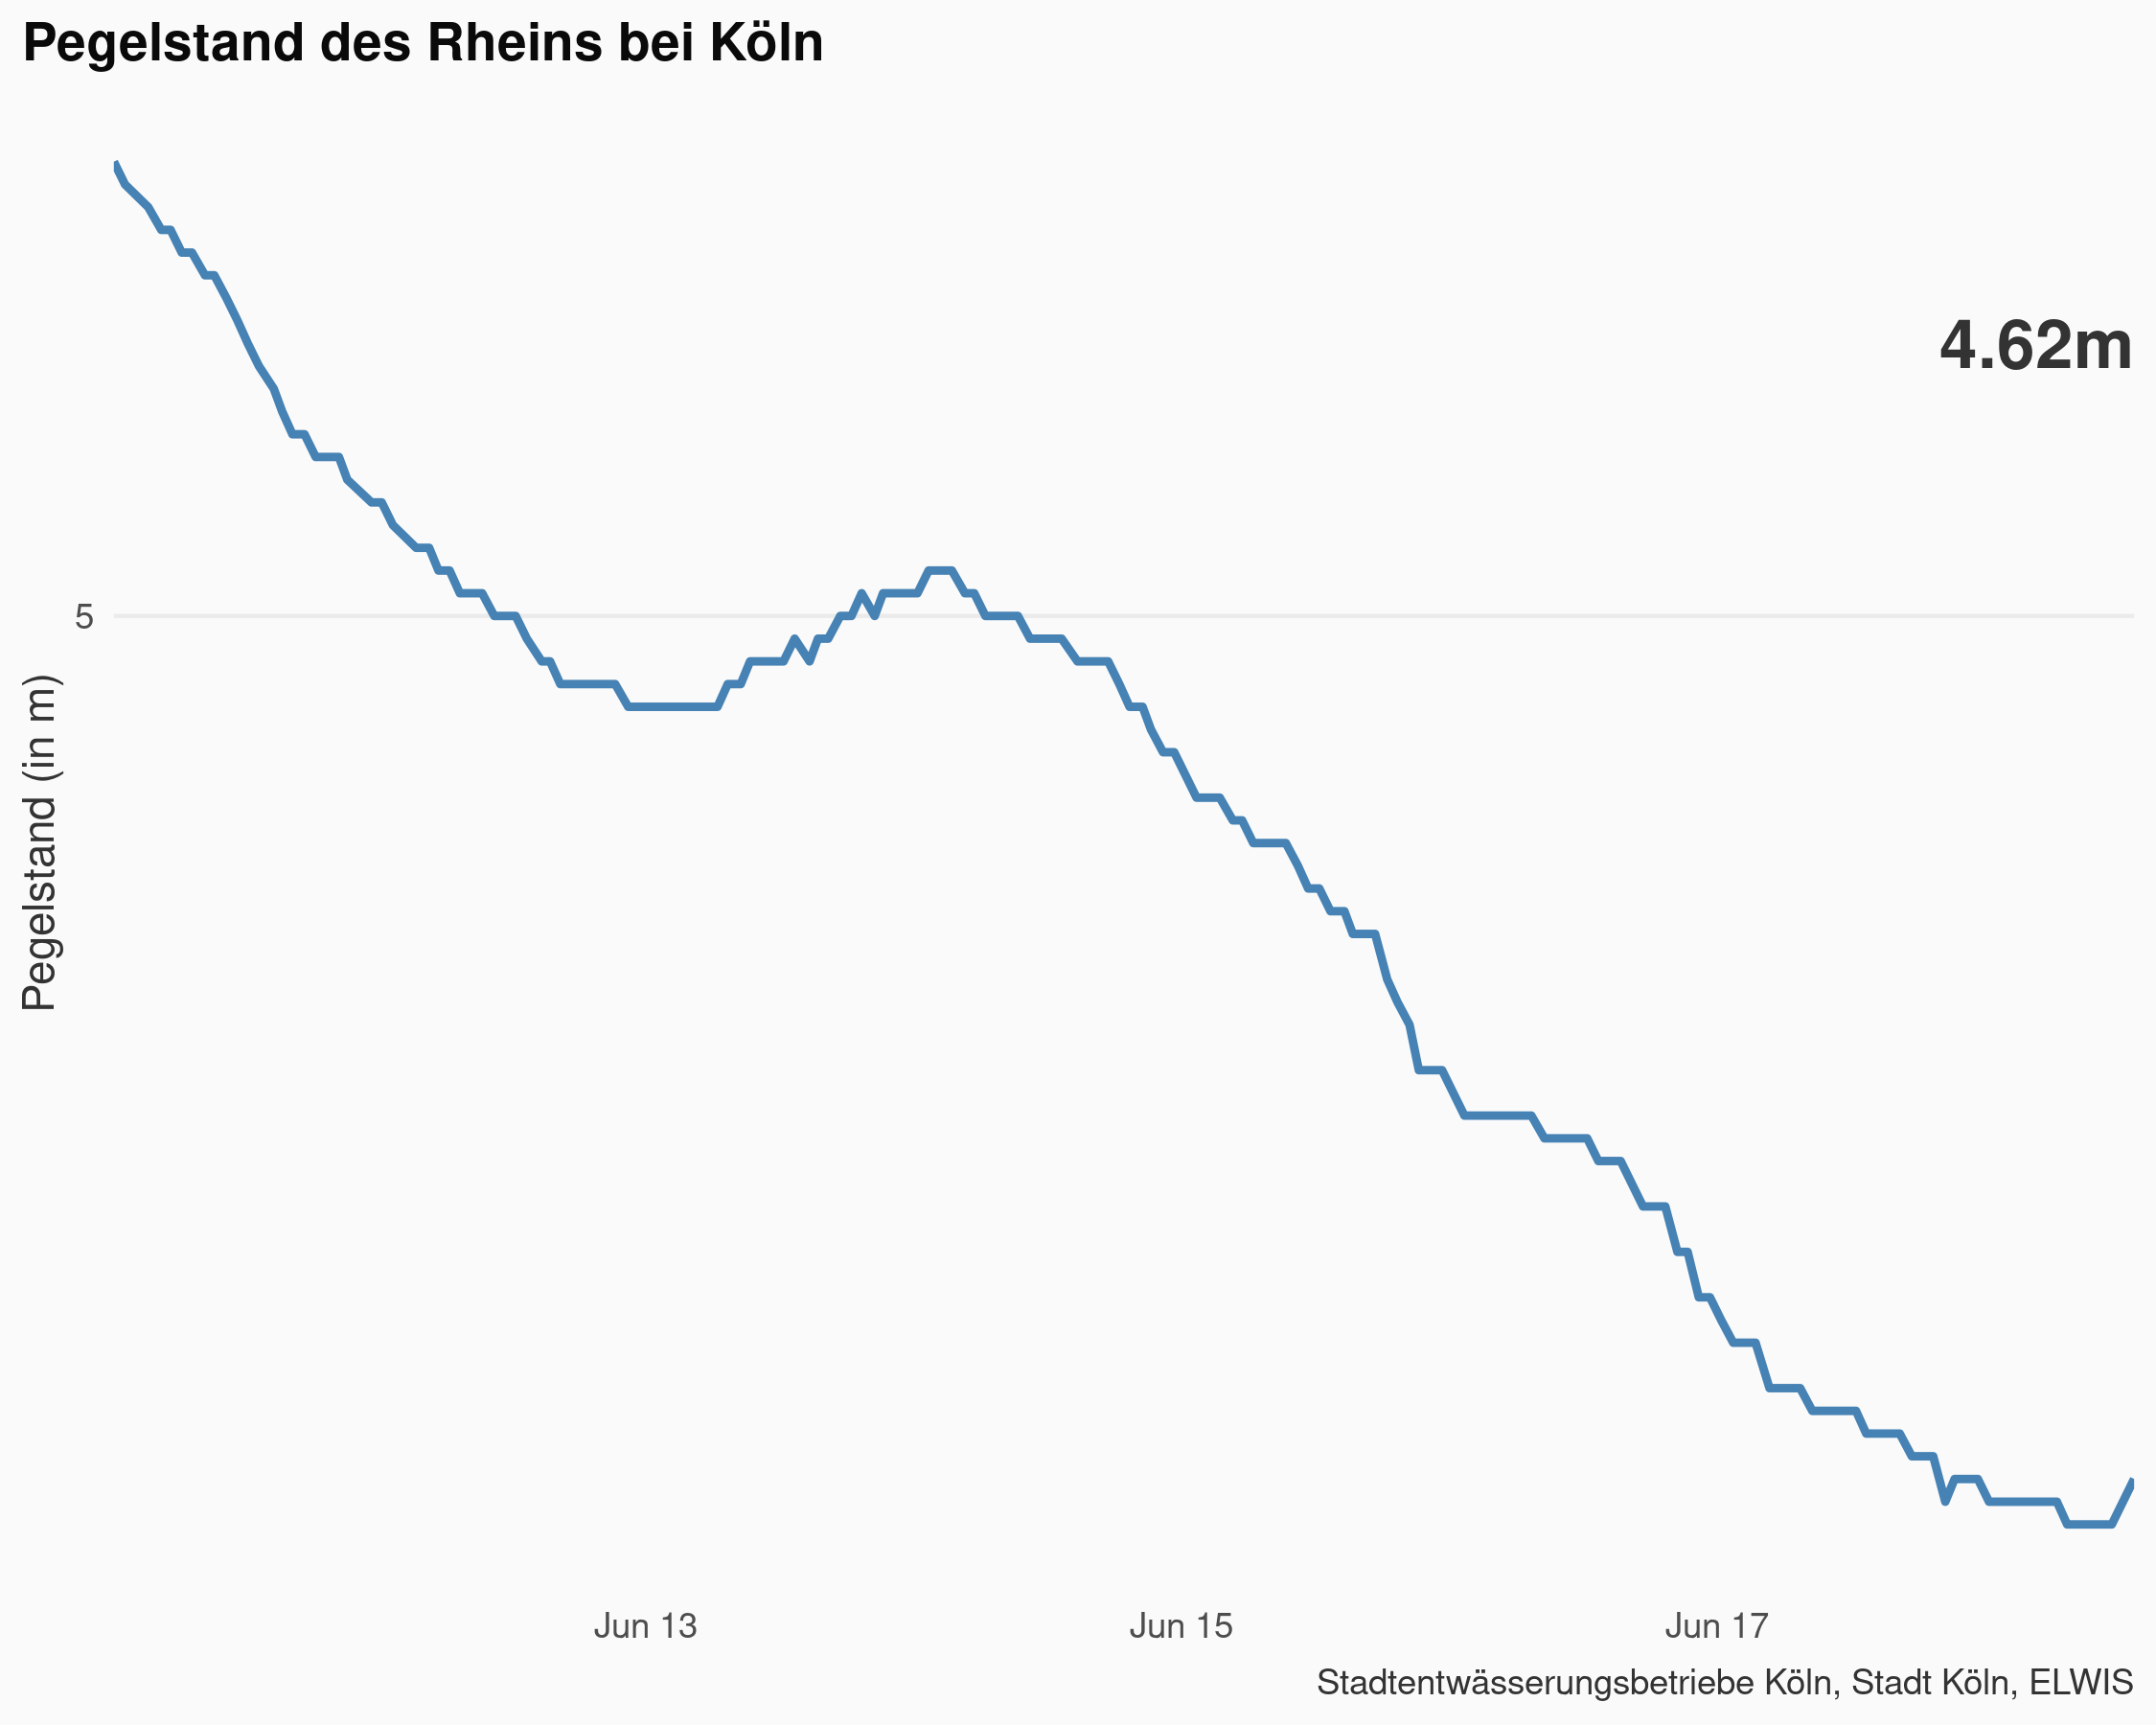 Pegelstand des Rheins bei Köln
4.62m
5
Pegelstand (in m)
Jun 13
Jun 15
Jun 17
Stadtentwässerungsbetriebe Köln, Stadt Köln, ELWIS